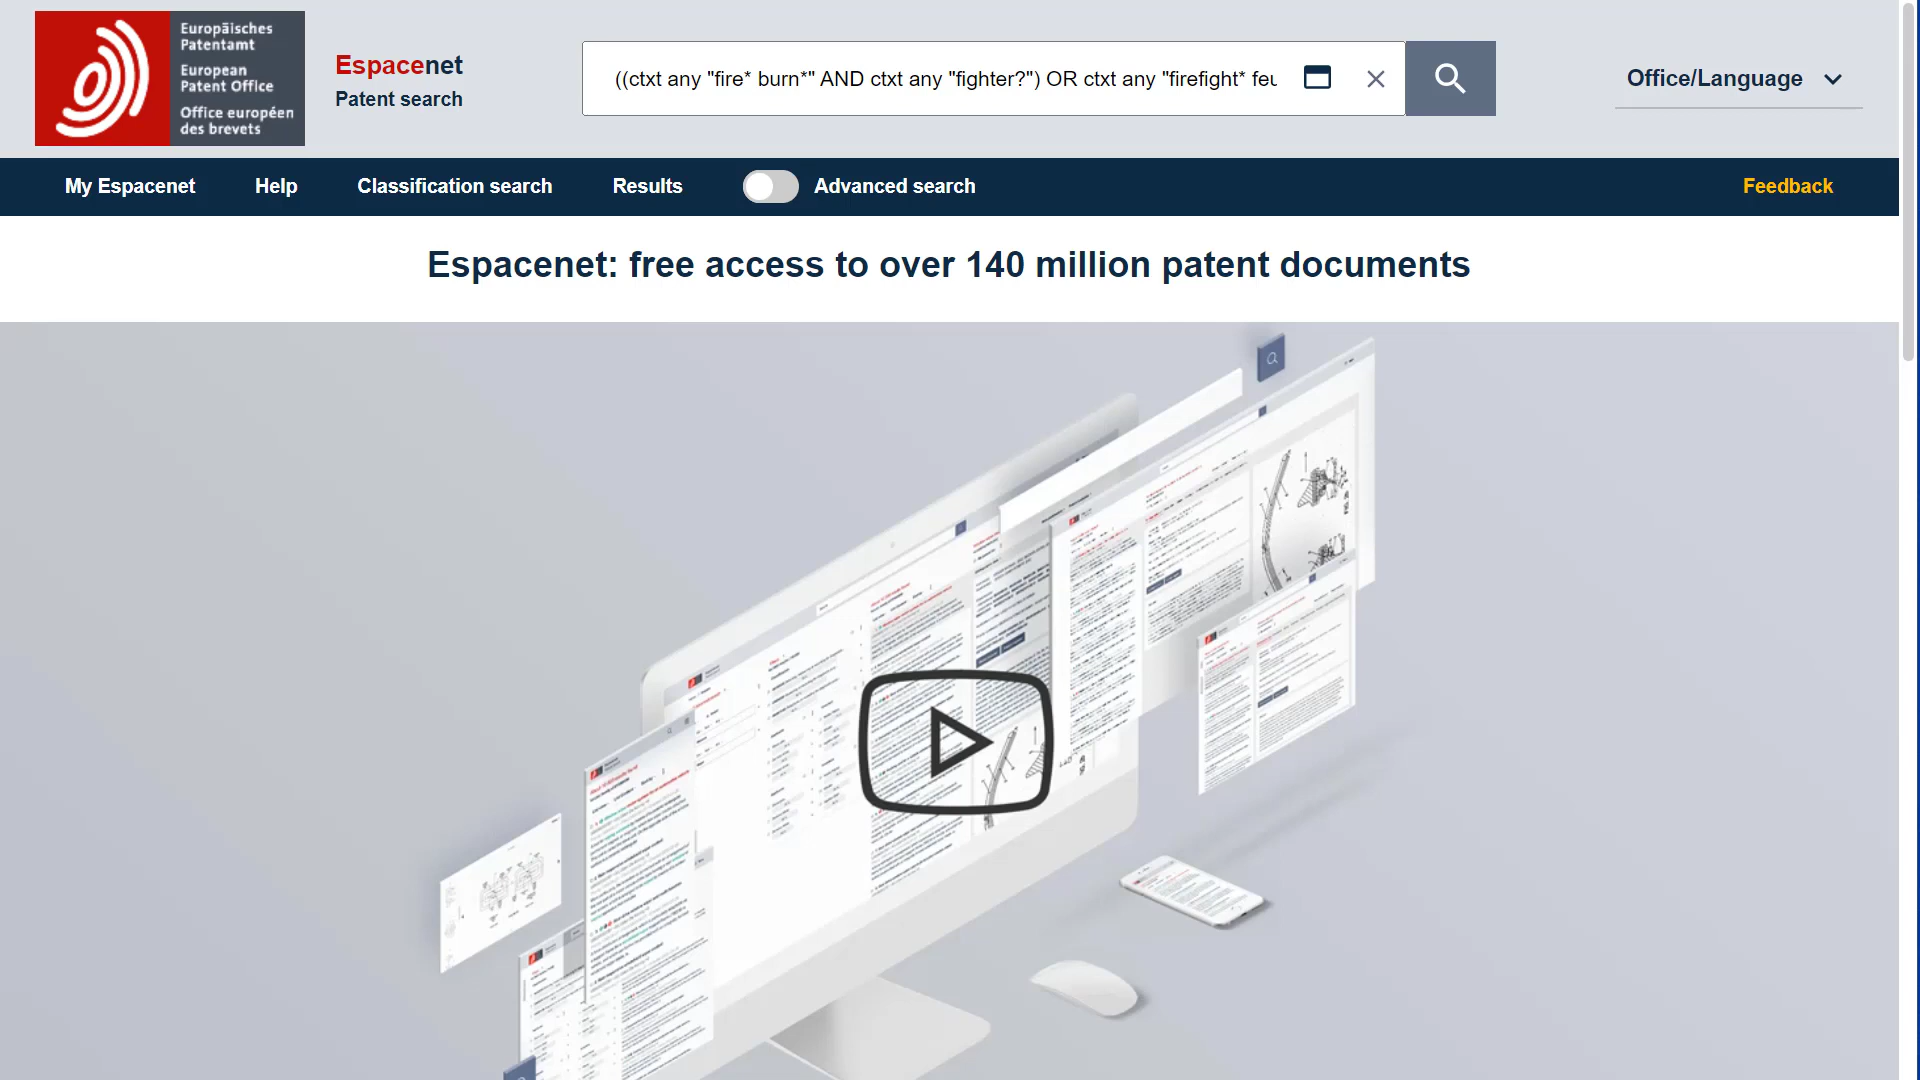 Europäisches
Patentamt
European
Patent Office
Office européen
des brevets
Espacenet
Patent search
((ctxt any "fire* burn*" AND ctxt any "fighter?") OR ctxt any "firefight* feu
Office/Language
My Espacenet
Help
Classification search
Results
Advanced search
Feedback
Espacenet: free access to over 140 million patent documents